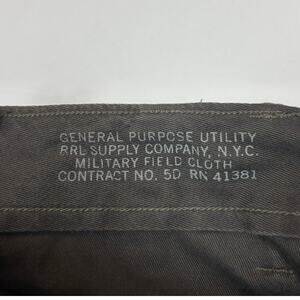 GENERAL PURPOSE UTILITY
RRL SUPPLY COMPANY, N.Y.C.
MILITARY FIELD CLOTH
CONTRACT NO. 5D RN 41381